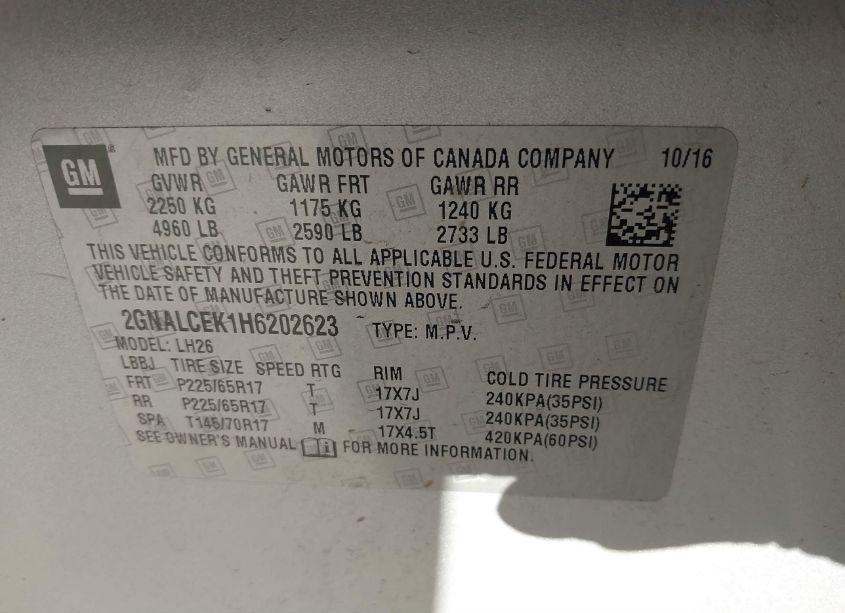 GM
MFD BY GENERAL MOTORS OF CANADA COMPANY 10/16
GVWR GAWR FRT GAWR RR
2250 KG 1175 KG 1240 KG
4960 LB 2590 LB 2733 LB
THIS VEHICLE CONFORMS TO ALL APPLICABLE U.S. FEDERAL MOTOR
VEHICLE SAFETY AND THEFT PREVENTION STANDARDS IN EFFECT ON
THE DATE OF MANUFACTURE SHOWN ABOVE.
2GNALCEK1H6202623 TYPE: M.P.V.
MODEL: LH26
LBBJ TIRE SIZE SPEED RTG RIM COLD TIRE PRESSURE
FRT P225/65R17 T 17X7J 240KPA(35PSI)
RR P225/65R17 T 17X7J 240KPA(35PSI)
SPA T145/70R17 M 17X4.5T 420KPA(60PSI)
SEE OWNER'S MANUAL FOR MORE INFORMATION.